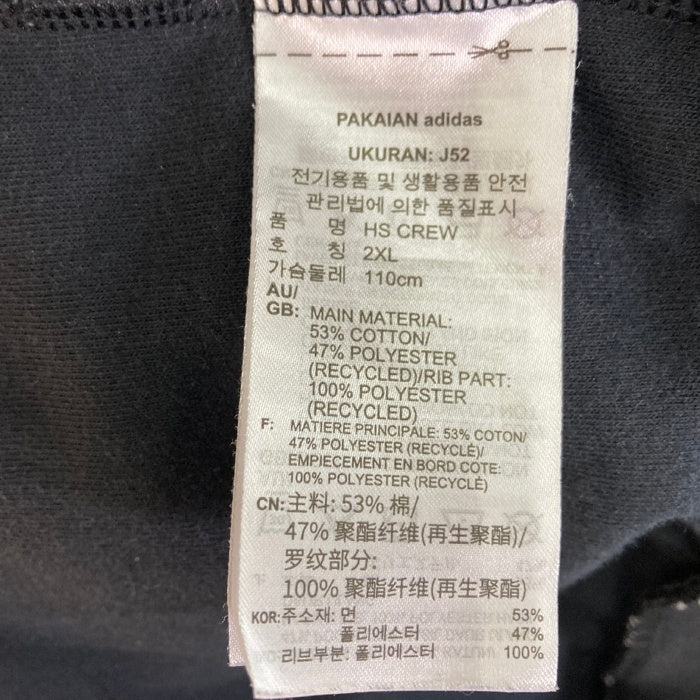 PAKAIAN adidas
UKURAN: J52
전기용품 및 생활용품 안전
관리법에 의한 품질표시
품 명 HS CREW
호 칭 2XL
가슴둘레 110cm
AU/
GB: MAIN MATERIAL:
53% COTTON/
47% POLYESTER
(RECYCLED)/RIB PART:
100% POLYESTER
(RECYCLED)
F: MATIERE PRINCIPALE: 53% COTON/
47% POLYESTER (RECYCLÉ)/
EMPIECEMENT EN BORD COTE:
100% POLYESTER (RECYCLÉ)
CN:主料: 53% 棉/
47% 聚酯纤维(再生聚酯)/
罗纹部分:
100% 聚酯纤维(再生聚酯)
KOR:주소재: 면 53%
폴리에스터 47%
리브부분: 폴리에스터 100%